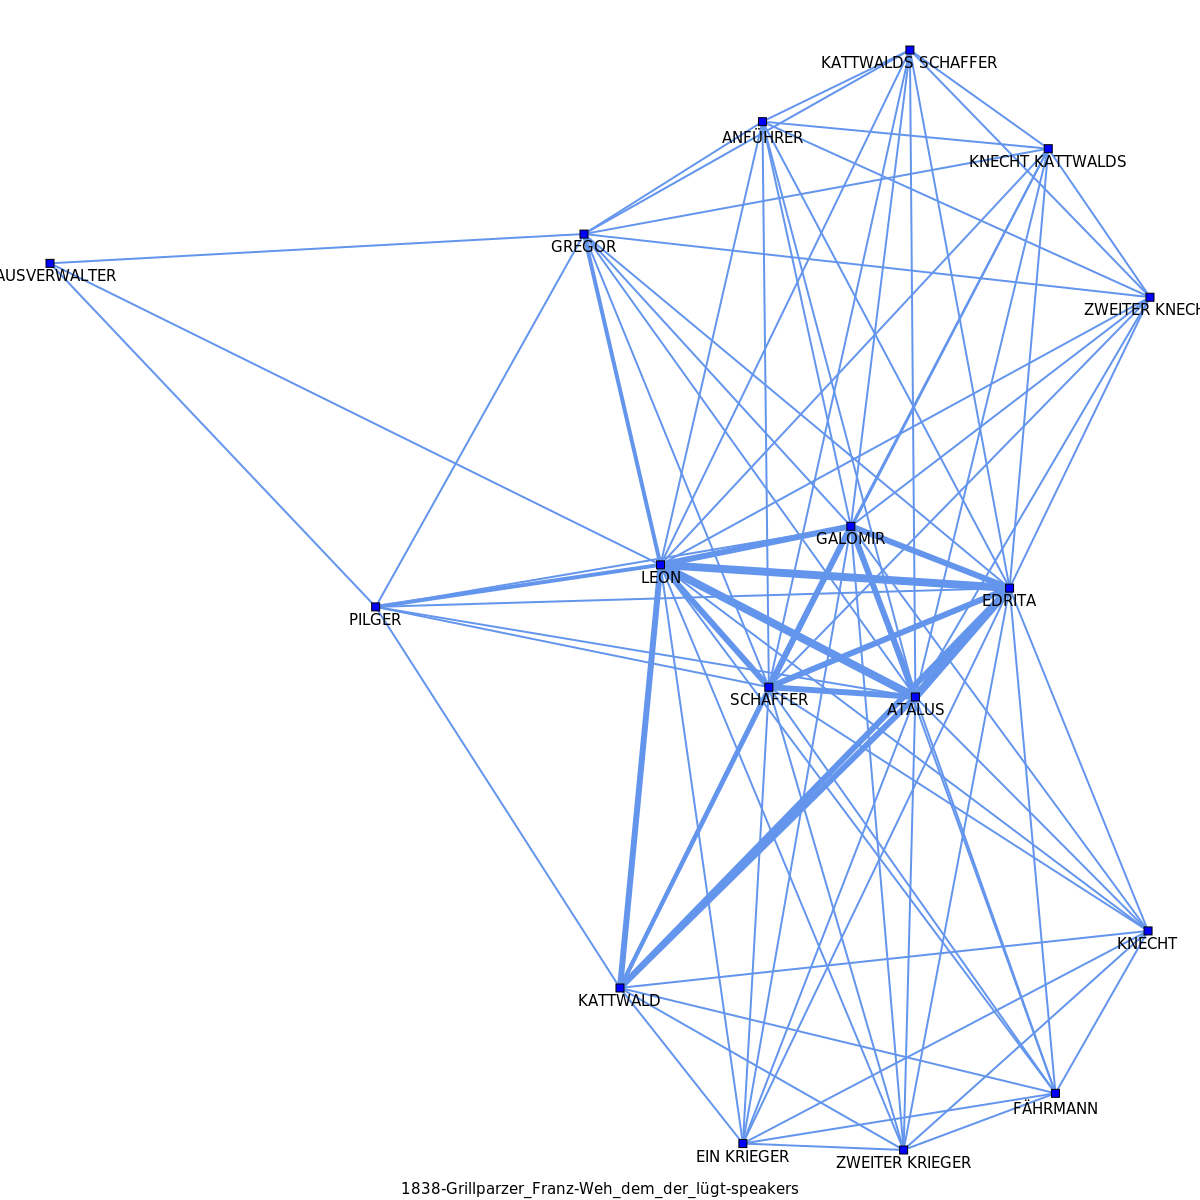 KATTWALDS SCHAFFER
ANFÜHRER
KNECHT KATTWALDS
GREGOR
AUSVERWALTER
ZWEITER KNECH
GALOMIR
LEON
EDRITA
PILGER
SCHAFFER
ATALUS
KNECHT
KATTWALD
FÄHRMANN
EIN KRIEGER
ZWEITER KRIEGER
1838-Grillparzer_Franz-Weh_dem_der_lügt-speakers